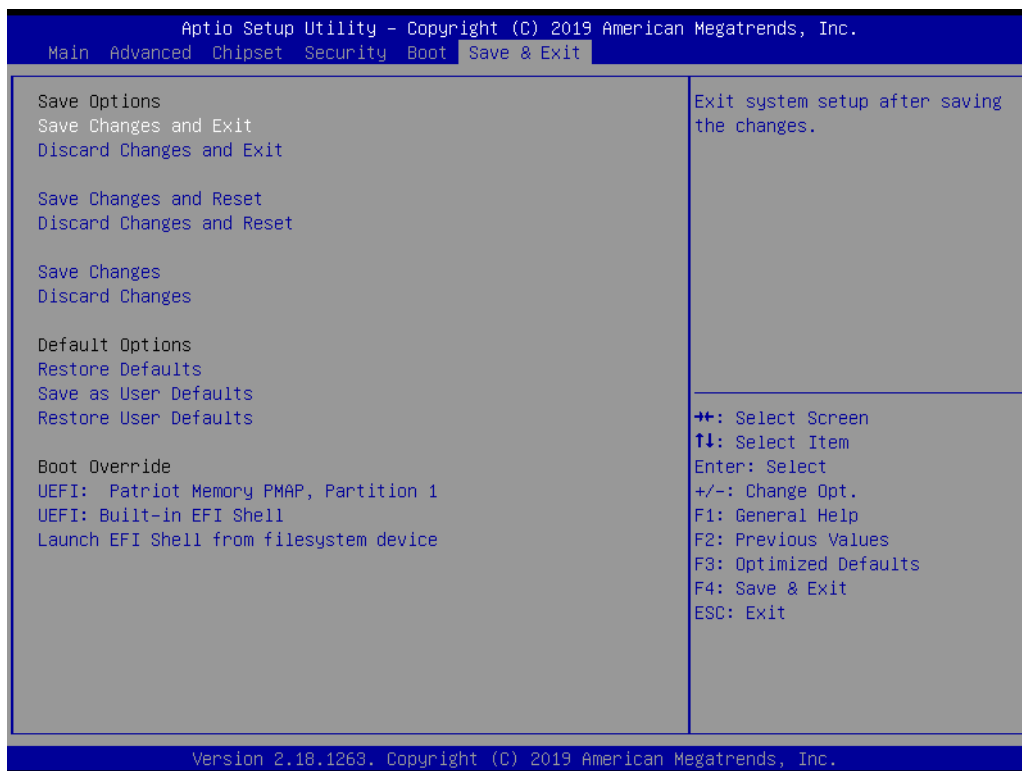 Aptio Setup Utility – Copyright (C) 2019 American Megatrends, Inc.
Main Advanced Chipset Security Boot Save & Exit
Save Options
Save Changes and Exit
Discard Changes and Exit
Save Changes and Reset
Discard Changes and Reset
Save Changes
Discard Changes
Default Options
Restore Defaults
Save as User Defaults
Restore User Defaults
Boot Override
UEFI:  Patriot Memory PMAP, Partition 1
UEFI: Built-in EFI Shell
Launch EFI Shell from filesystem device
Exit system setup after saving
the changes.
→←: Select Screen
↑↓: Select Item
Enter: Select
+/-: Change Opt.
F1: General Help
F2: Previous Values
F3: Optimized Defaults
F4: Save & Exit
ESC: Exit
Version 2.18.1263. Copyright (C) 2019 American Megatrends, Inc.